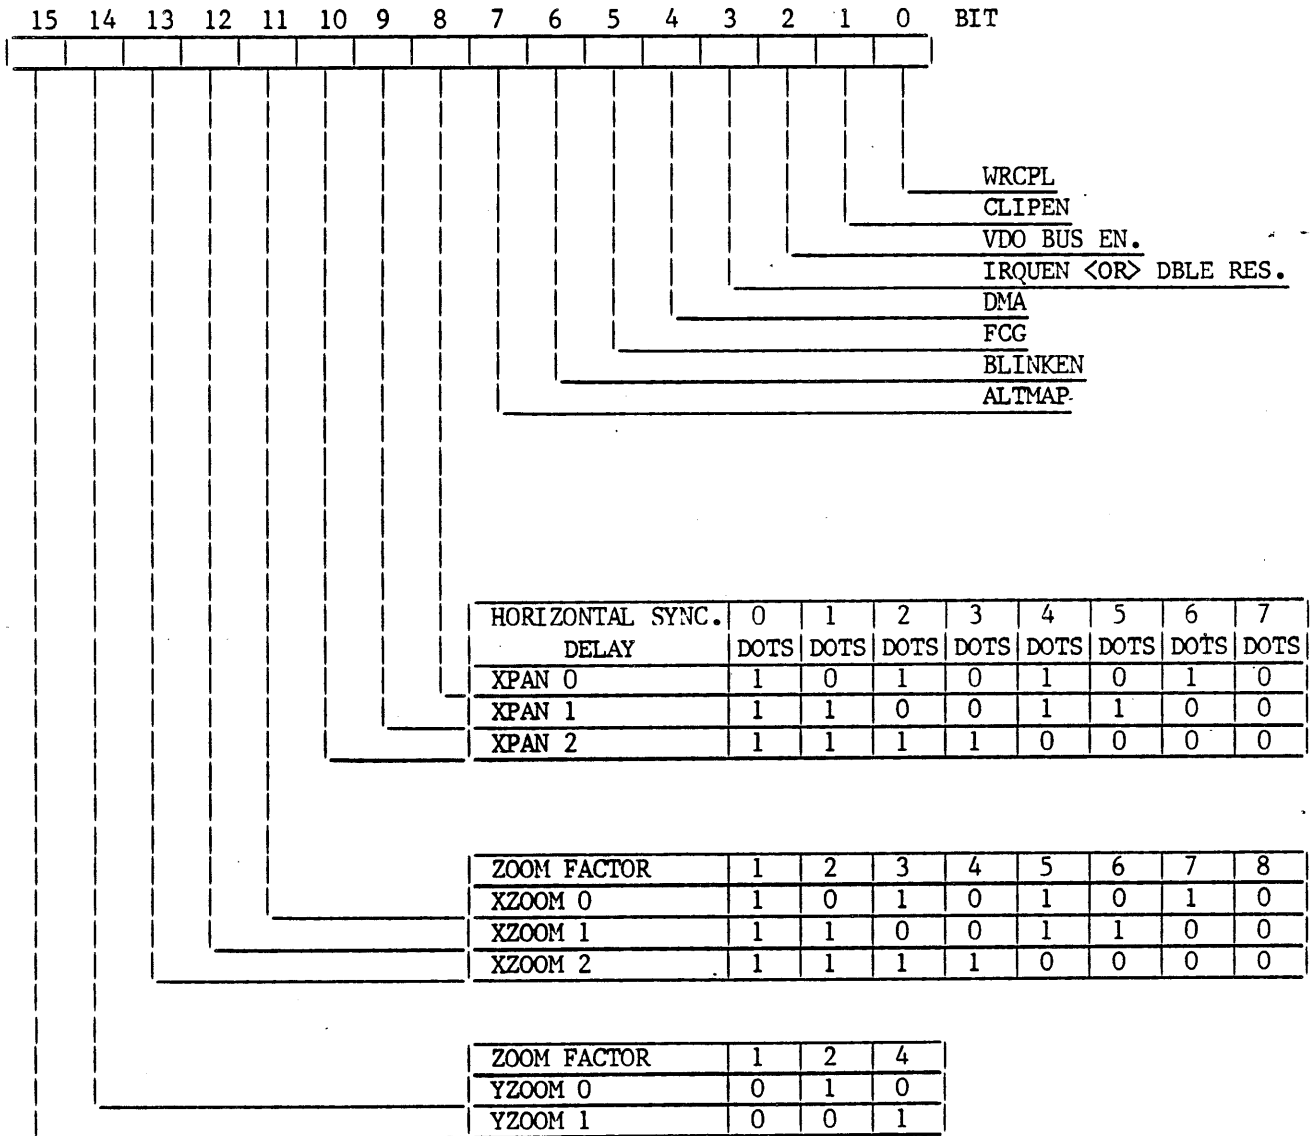 15 14 13 12 11 10 9 8 7 6 5 4 3 2 1 0 BIT
WRCPL
CLIPEN
VDO BUS EN.
IRQUEN <OR> DBLE RES.
DMA
FCG
BLINKEN
ALTMAP
HORIZONTAL SYNC. 0 1 2 3 4 5 6 7
DELAY DOTS DOTS DOTS DOTS DOTS DOTS DOTS DOTS
XPAN 0 1 0 1 0 1 0 1 0
XPAN 1 1 1 0 0 1 1 0 0
XPAN 2 1 1 1 1 0 0 0 0
ZOOM FACTOR 1 2 3 4 5 6 7 8
XZOOM 0 1 0 1 0 1 0 1 0
XZOOM 1 1 1 0 0 1 1 0 0
XZOOM 2 1 1 1 1 0 0 0 0
ZOOM FACTOR 1 2 4
YZOOM 0 0 1 0
YZOOM 1 0 0 1